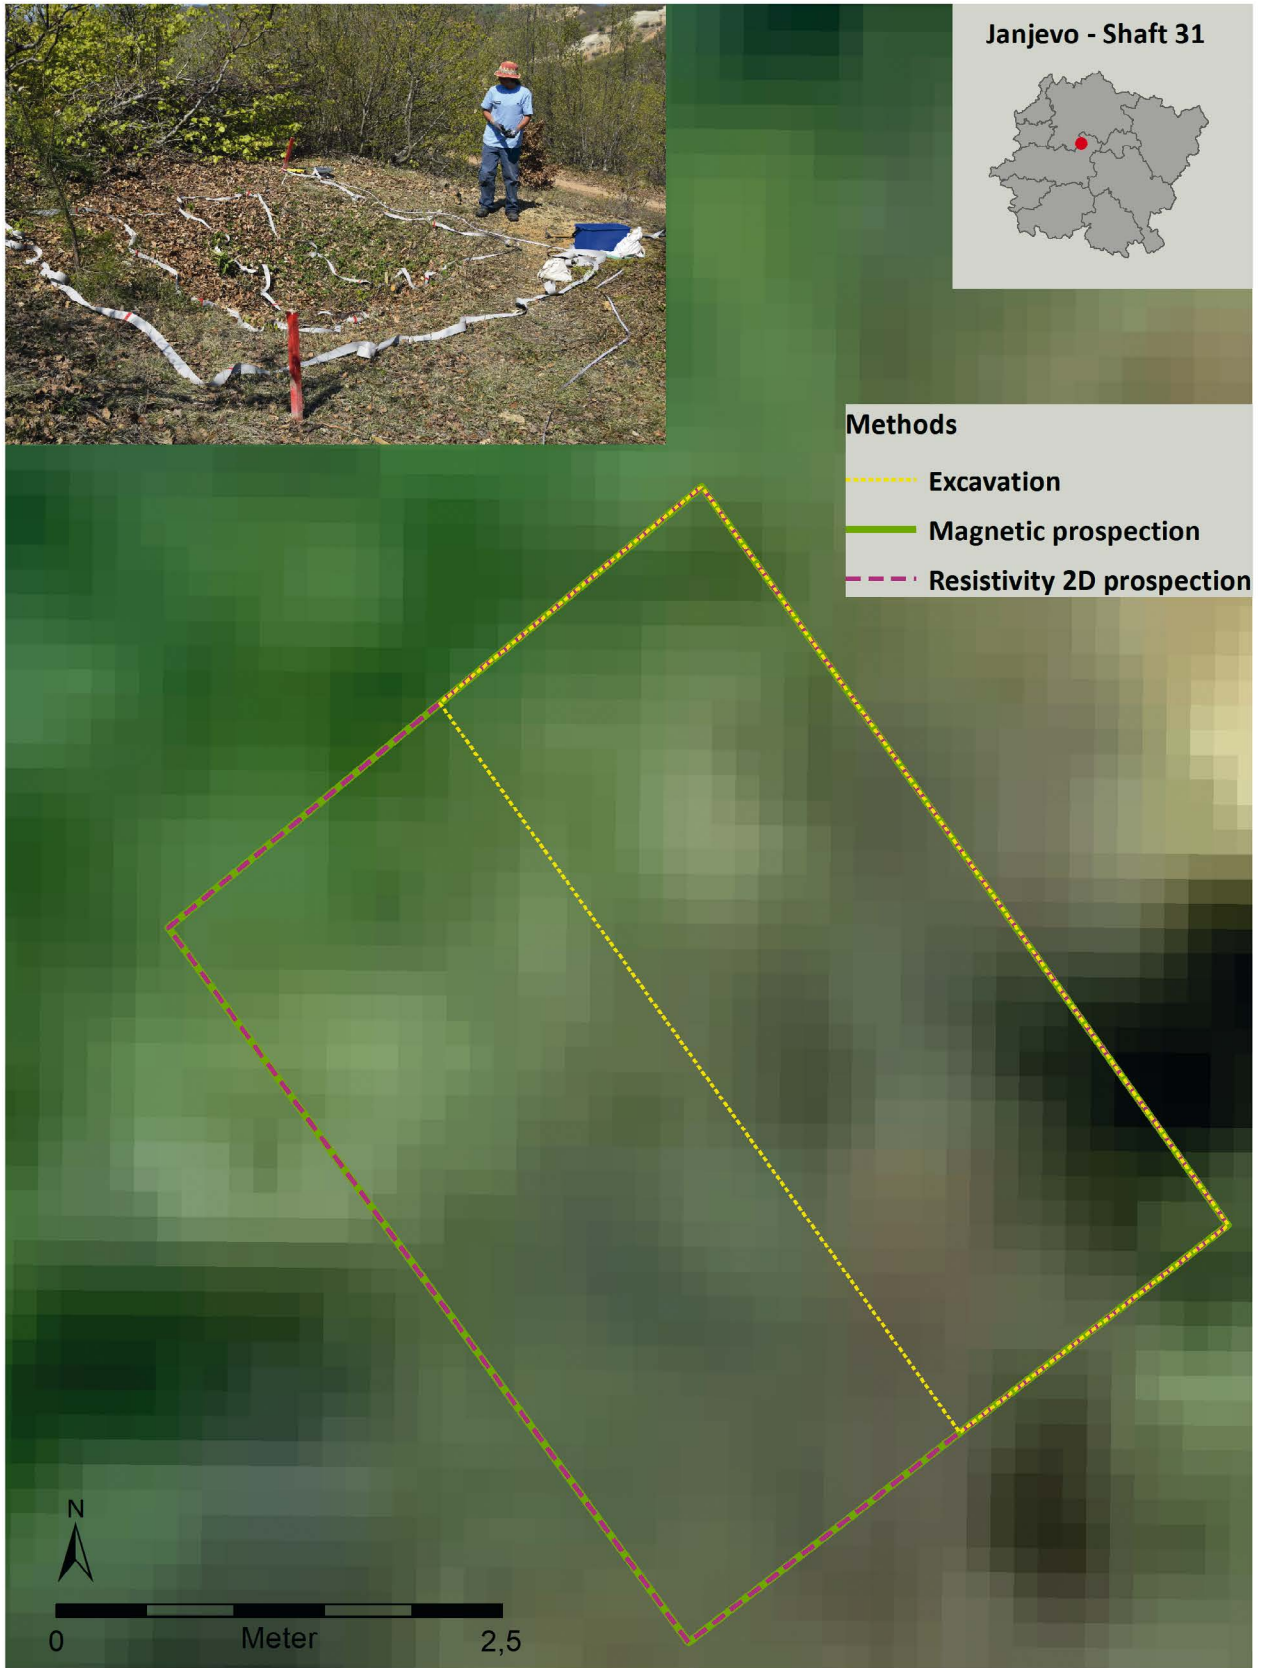 Janjevo - Shaft 31
Methods
Excavation
Magnetic prospection
Resistivity 2D prospection
N
0 Meter 2,5